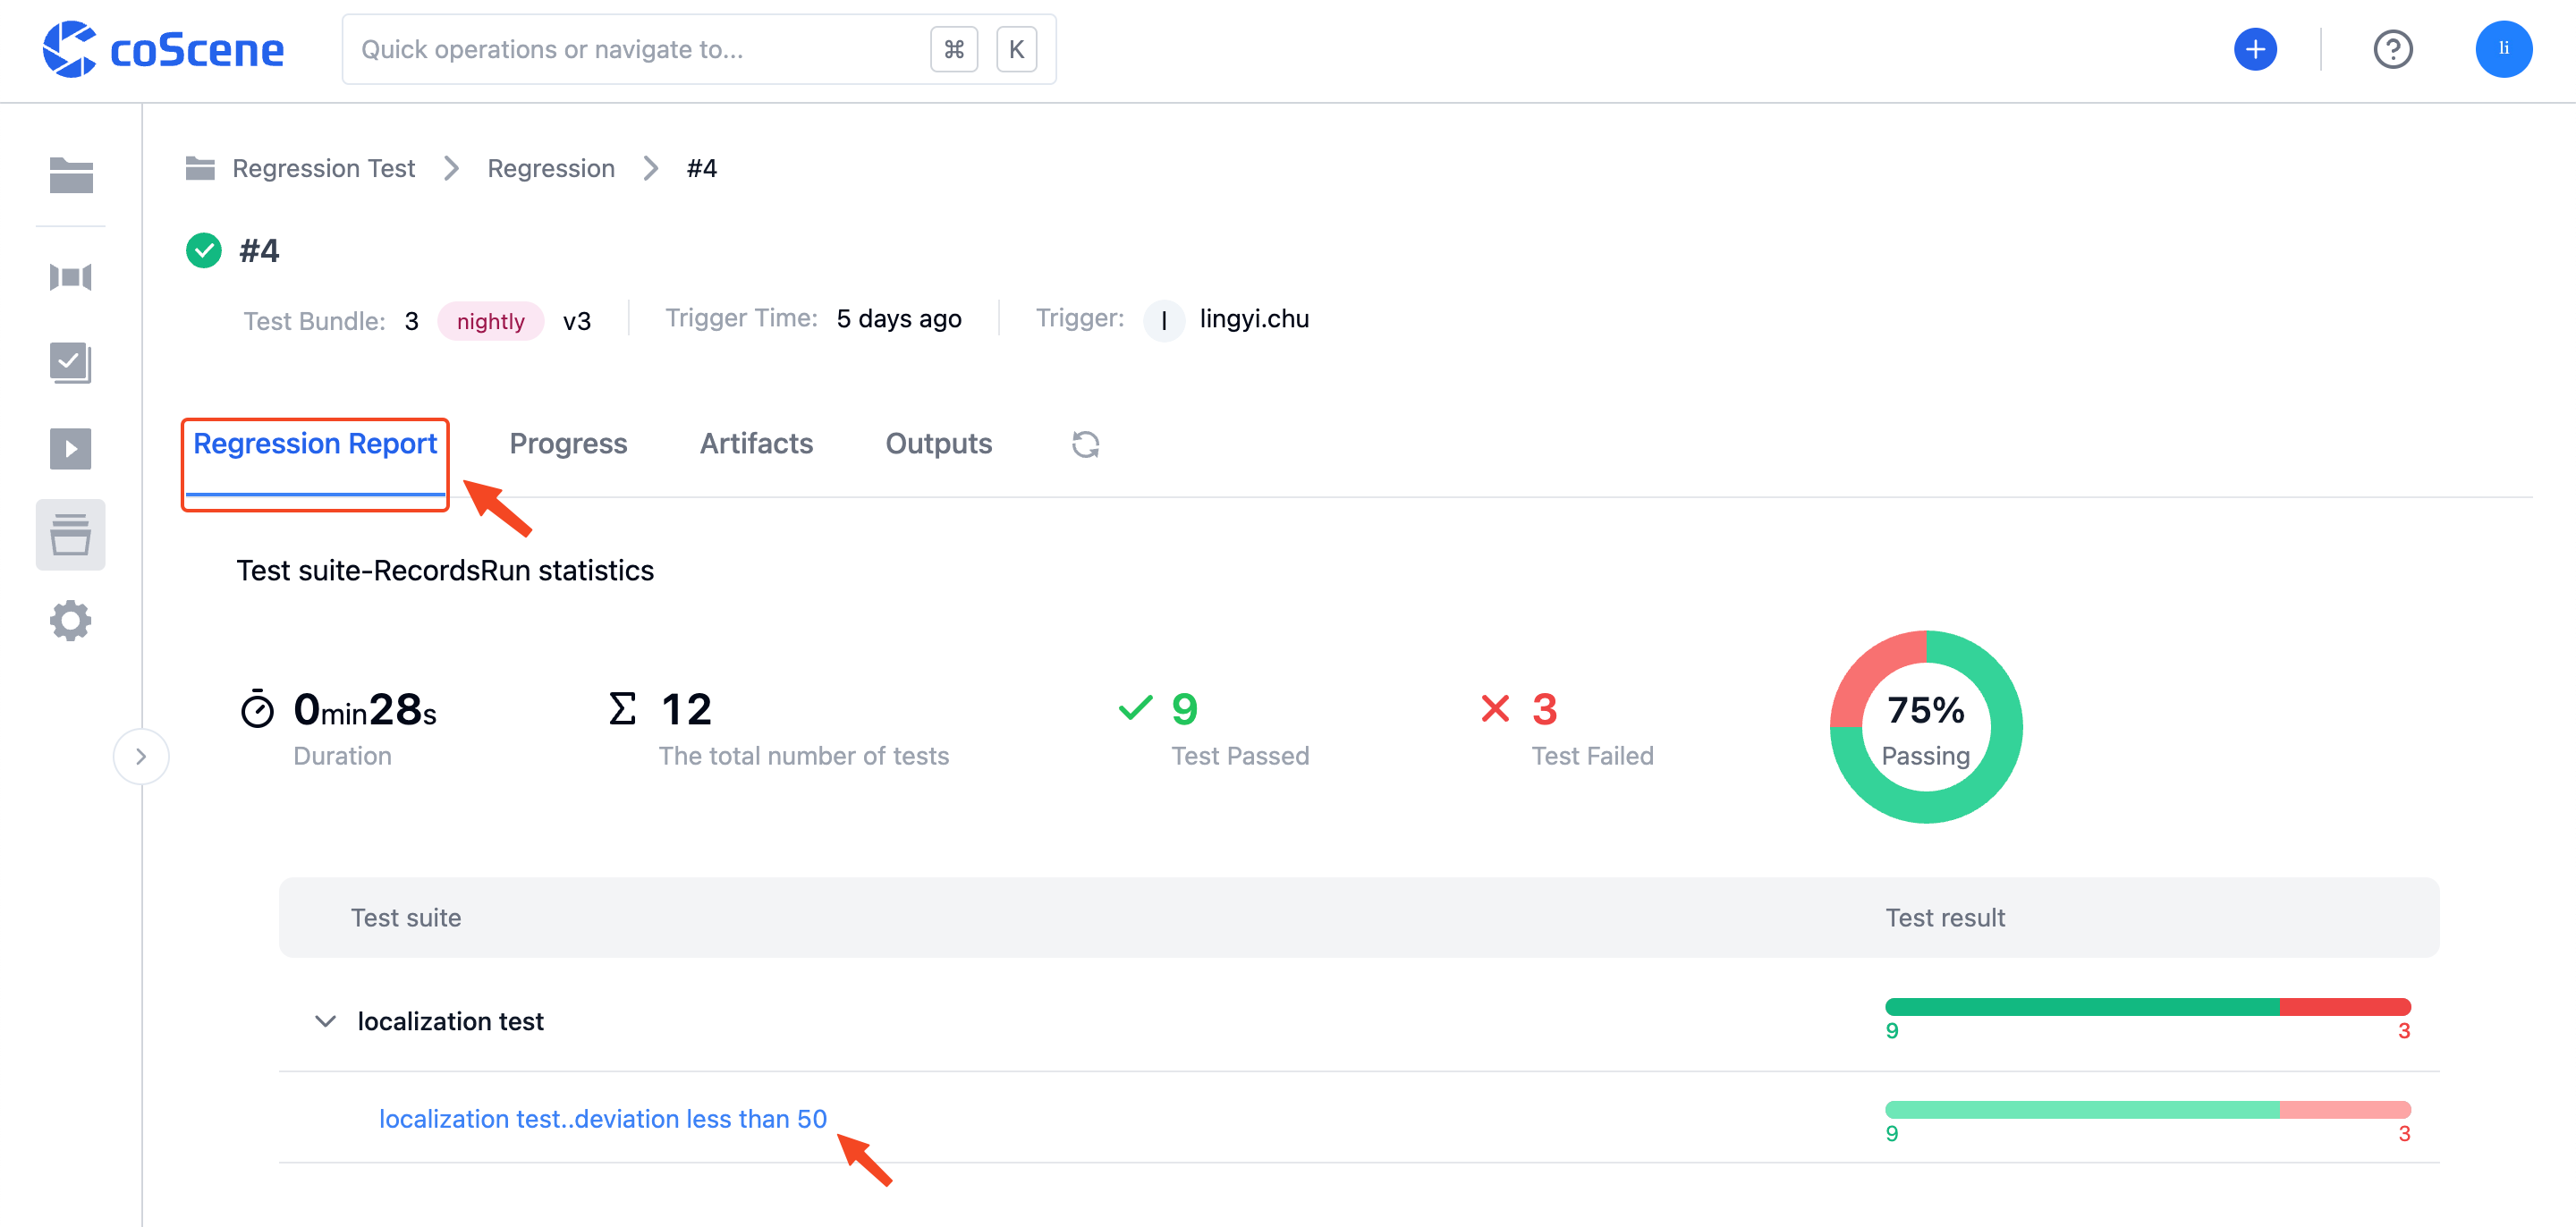 coScene Quick operations or navigate to... ⌘ K li
Regression Test Regression #4
#4
Test Bundle: 3 nightly v3 Trigger Time: 5 days ago Trigger: l lingyi.chu
Regression Report Progress Artifacts Outputs
Test suite-RecordsRun statistics
0min28s Σ 12 9 3 75%
Duration The total number of tests Test Passed Test Failed Passing
Test suite Test result
localization test
9 3
localization test..deviation less than 50
9 3